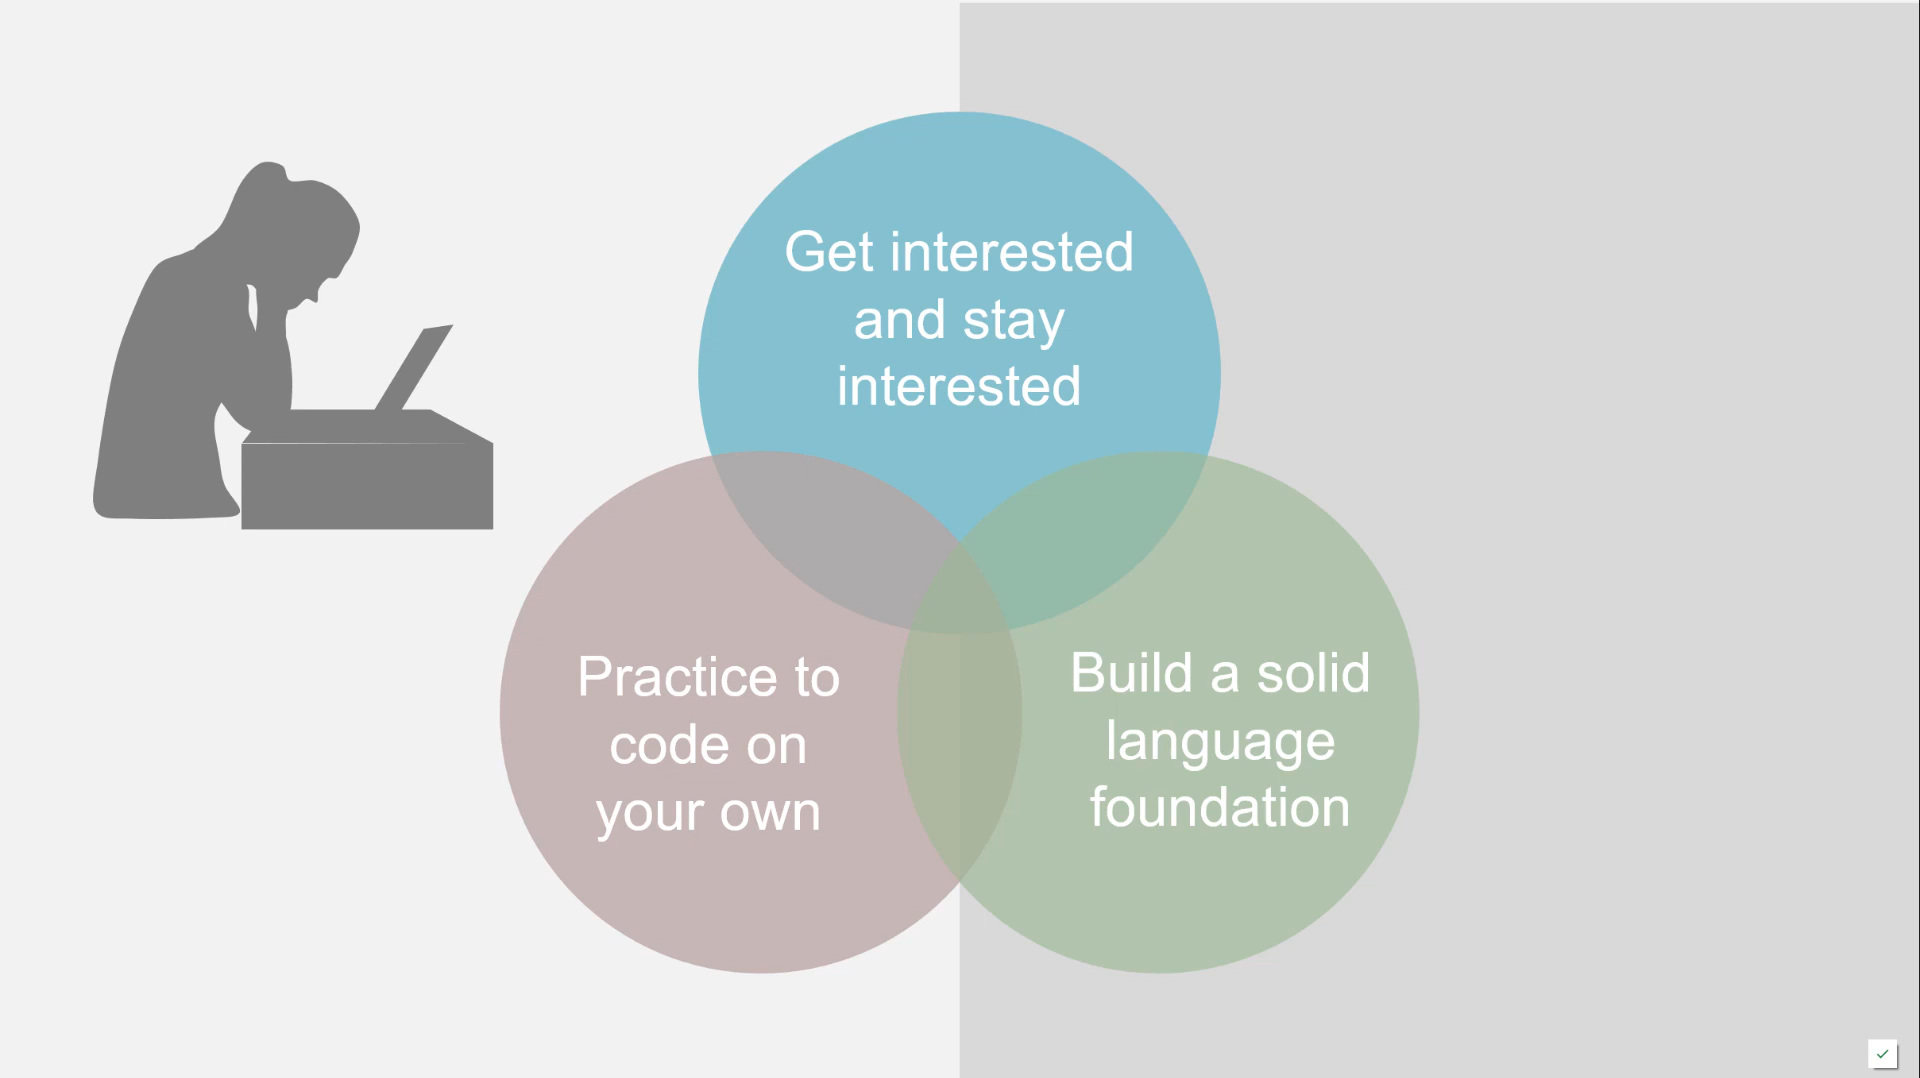 Get interested
and stay
interested
Practice to
code on
your own
Build a solid
language
foundation